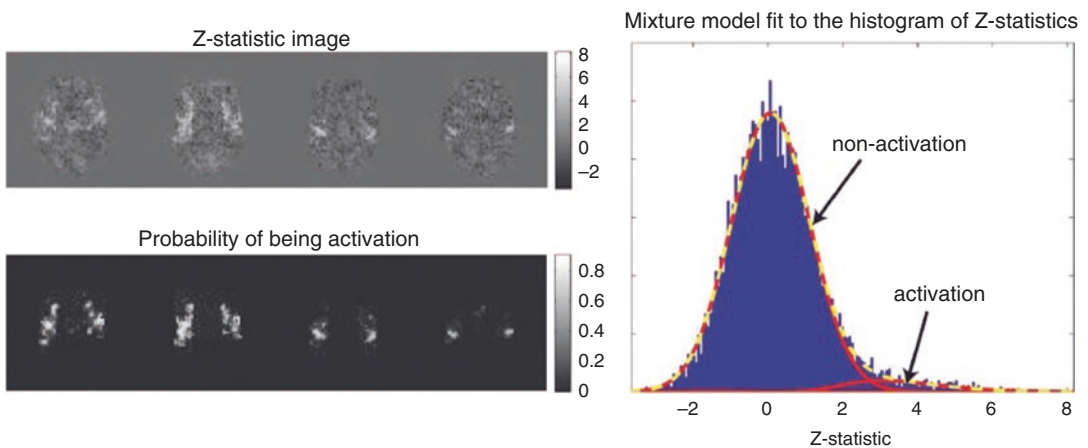 Z-statistic image
8
6
4
2
0
−2
Probability of being activation
0.8
0.6
0.4
0.2
0
Mixture model fit to the histogram of Z-statistics
non-activation
activation
−2
0
2
4
6
8
Z-statistic